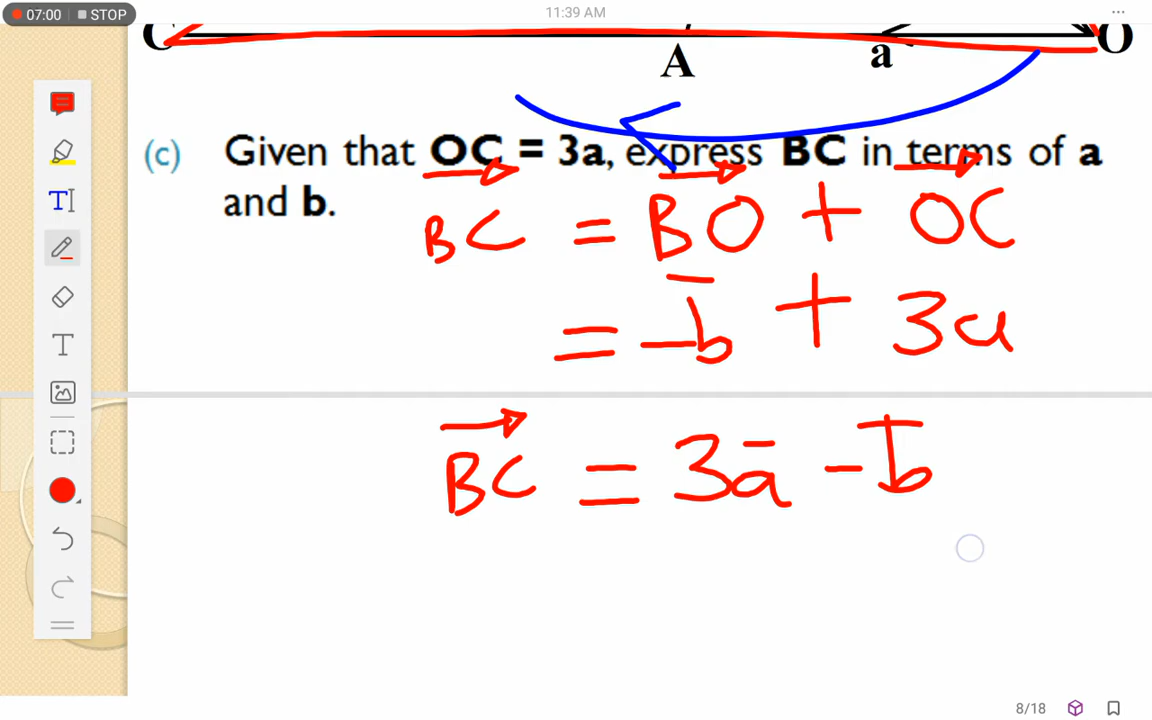 07:00 STOP
11:39 AM
C A a O
(c) Given that OC = 3a, express BC in terms of a
and b.
BC = BO + OC
= -b + 3a
BC = 3a - b
T
8/18